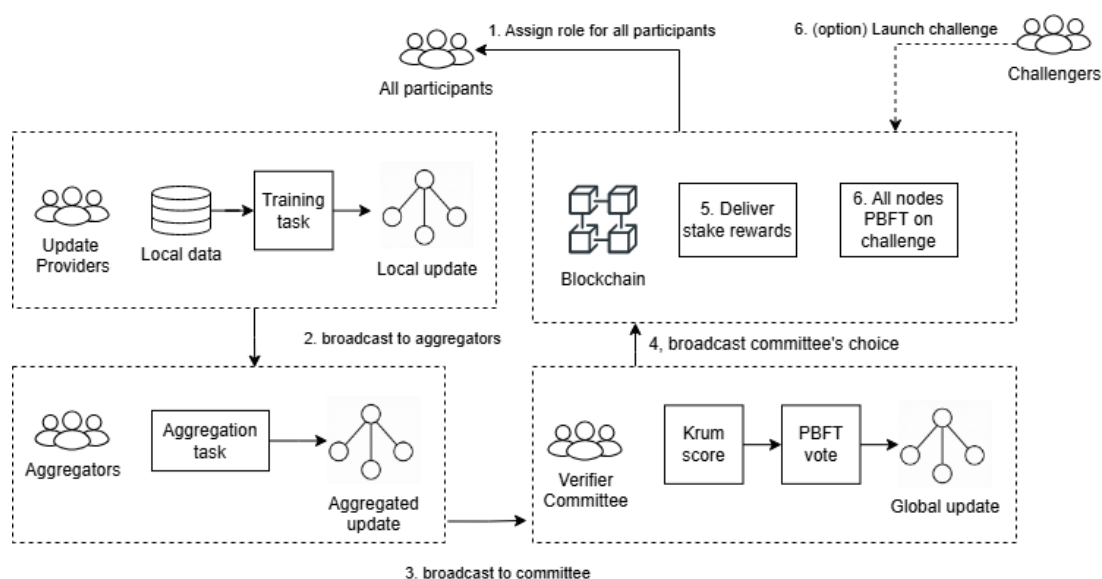 1. Assign role for all participants
All participants
6. (option) Launch challenge
Challengers
Update
Providers
Local data
Training
task
Local update
Blockchain
5. Deliver
stake rewards
6. All nodes
PBFT on
challenge
2. broadcast to aggregators
4, broadcast committee's choice
Aggregators
Aggregation
task
Aggregated
update
Verifier
Committee
Krum
score
PBFT
vote
Global update
3. broadcast to committee